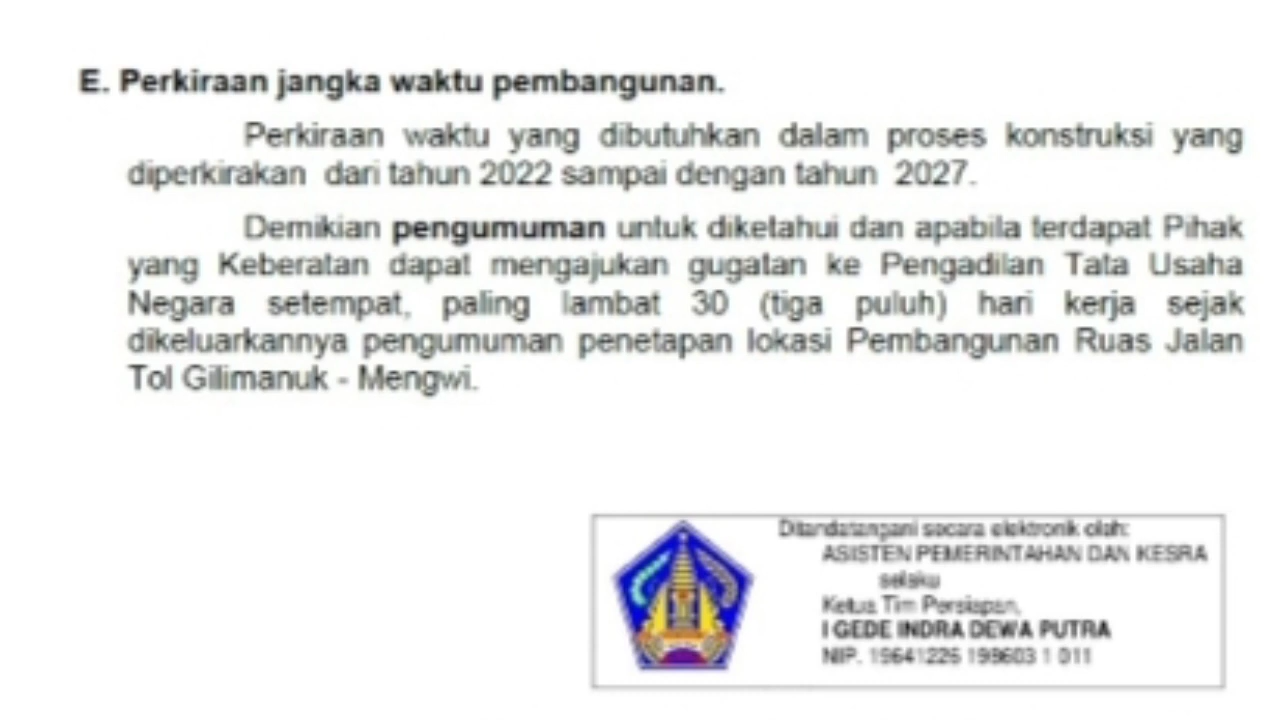 E. Perkiraan jangka waktu pembangunan.
Perkiraan waktu yang dibutuhkan dalam proses konstruksi yang
diperkirakan dari tahun 2022 sampai dengan tahun 2027.
Demikian pengumuman untuk diketahui dan apabila terdapat Pihak
yang Keberatan dapat mengajukan gugatan ke Pengadilan Tata Usaha
Negara setempat, paling lambat 30 (tiga puluh) hari kerja sejak
dikeluarkannya pengumuman penetapan lokasi Pembangunan Ruas Jalan
Tol Gilimanuk - Mengwi.
Ditandatangani secara elektronik oleh:
ASISTEN PEMERINTAHAN DAN KESRA
selaku
Ketua Tim Persiapan,
I GEDE INDRA DEWA PUTRA
NIP. 19641226 199603 1 011